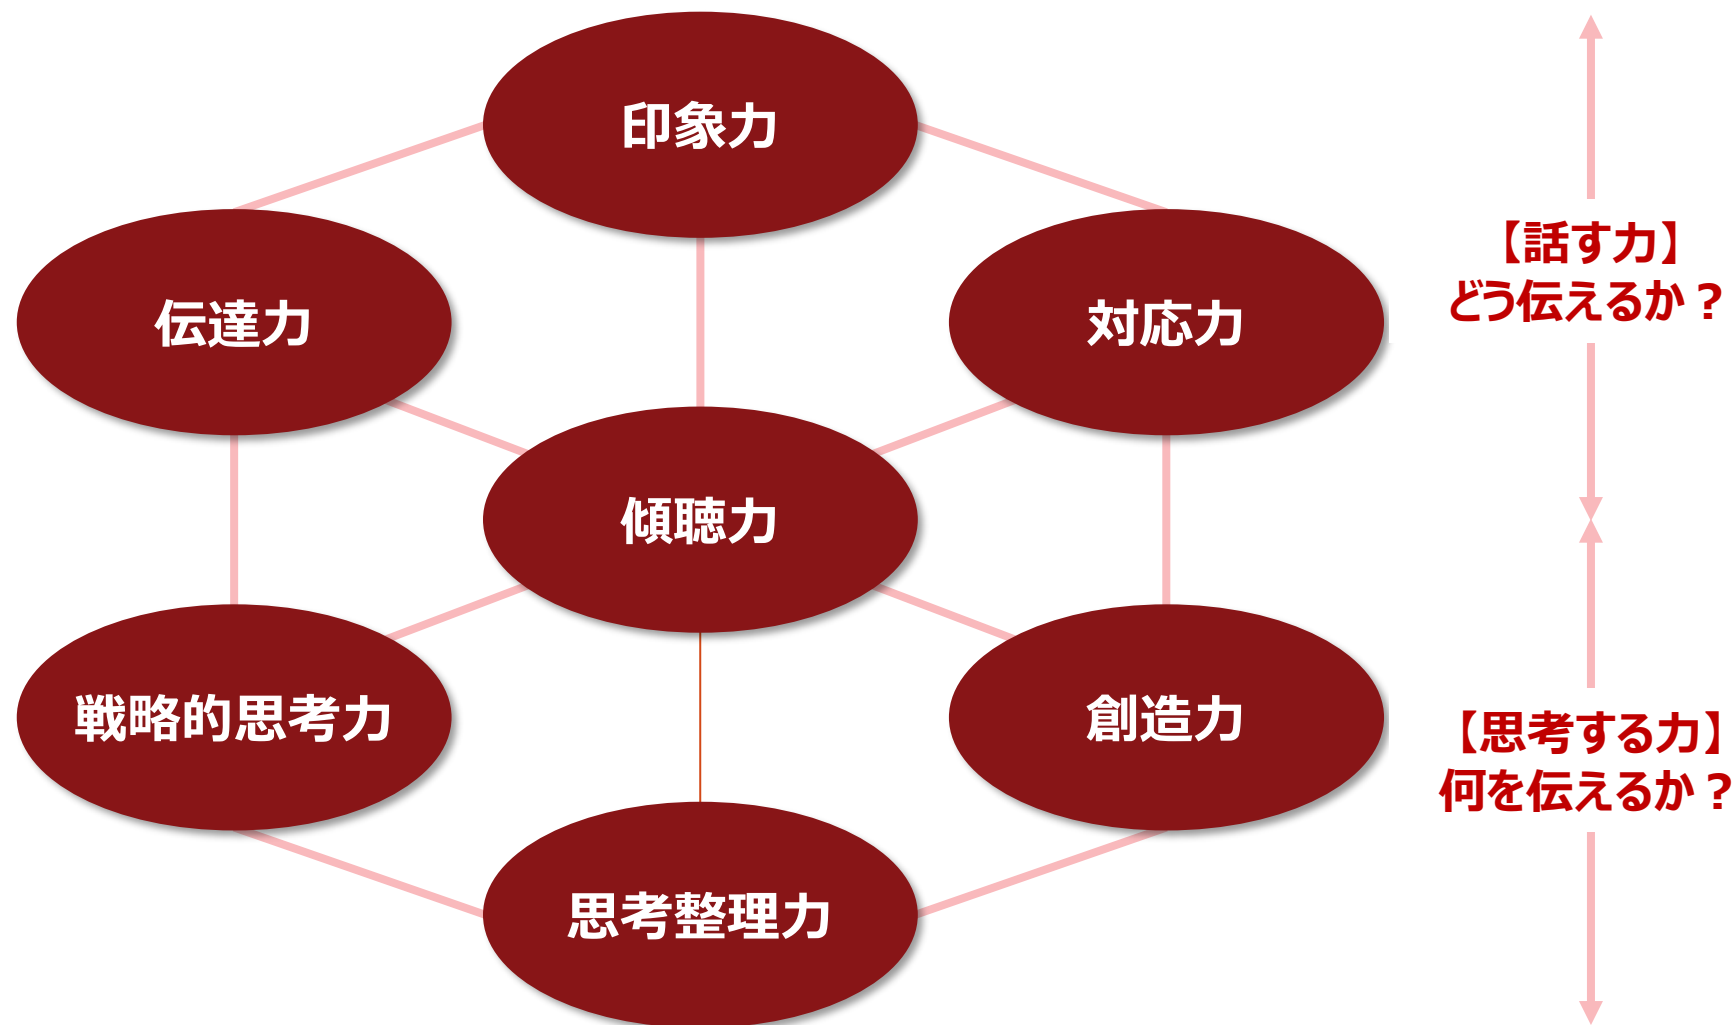 印象力
伝達力
対応力
【話す力】
どう伝えるか？
傾聴力
戦略的思考力
創造力
【思考する力】
何を伝えるか？
思考整理力